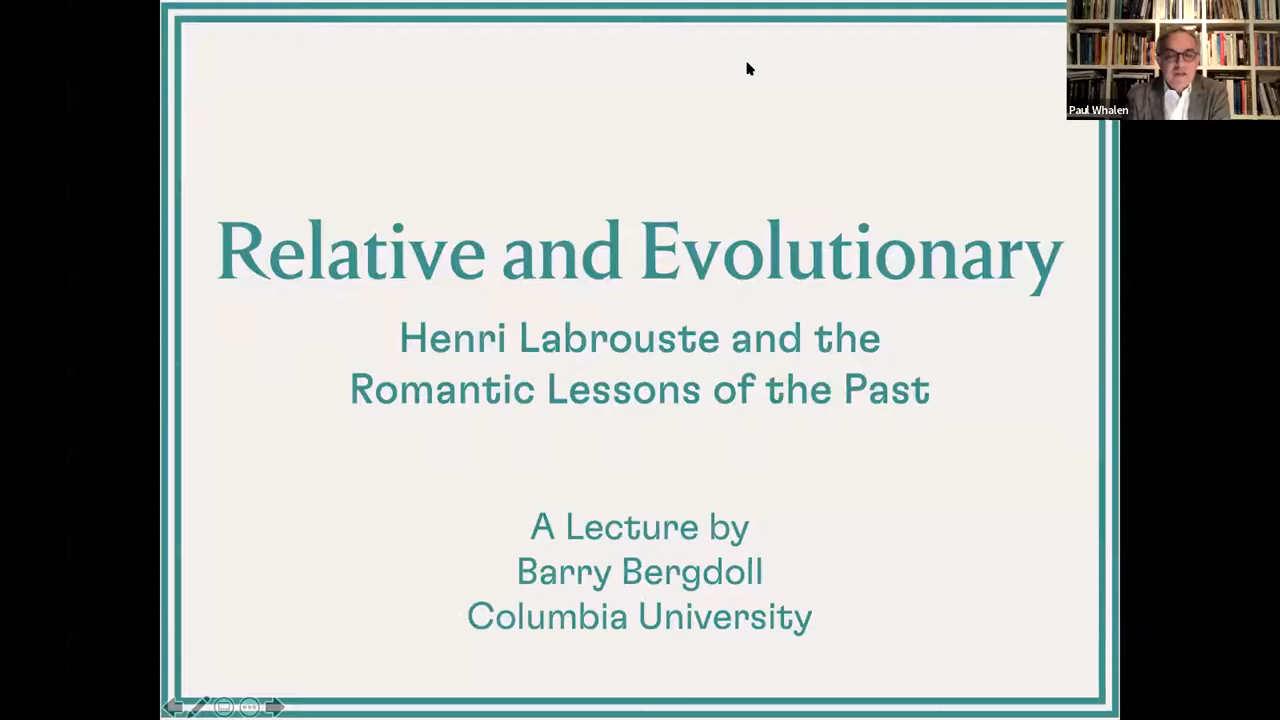 Paul Whalen
Relative and Evolutionary
Henri Labrouste and the
Romantic Lessons of the Past
A Lecture by
Barry Bergdoll
Columbia University